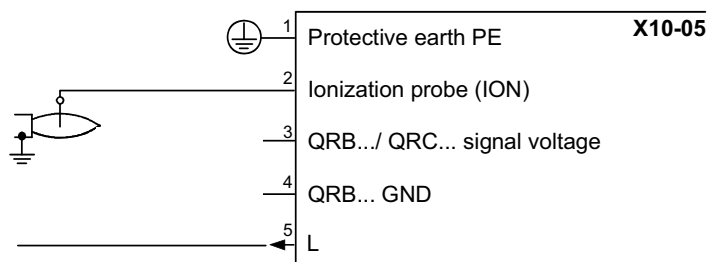 X10-05
1 Protective earth PE
2 Ionization probe (ION)
3 QRB.../ QRC... signal voltage
4 QRB... GND
5 L